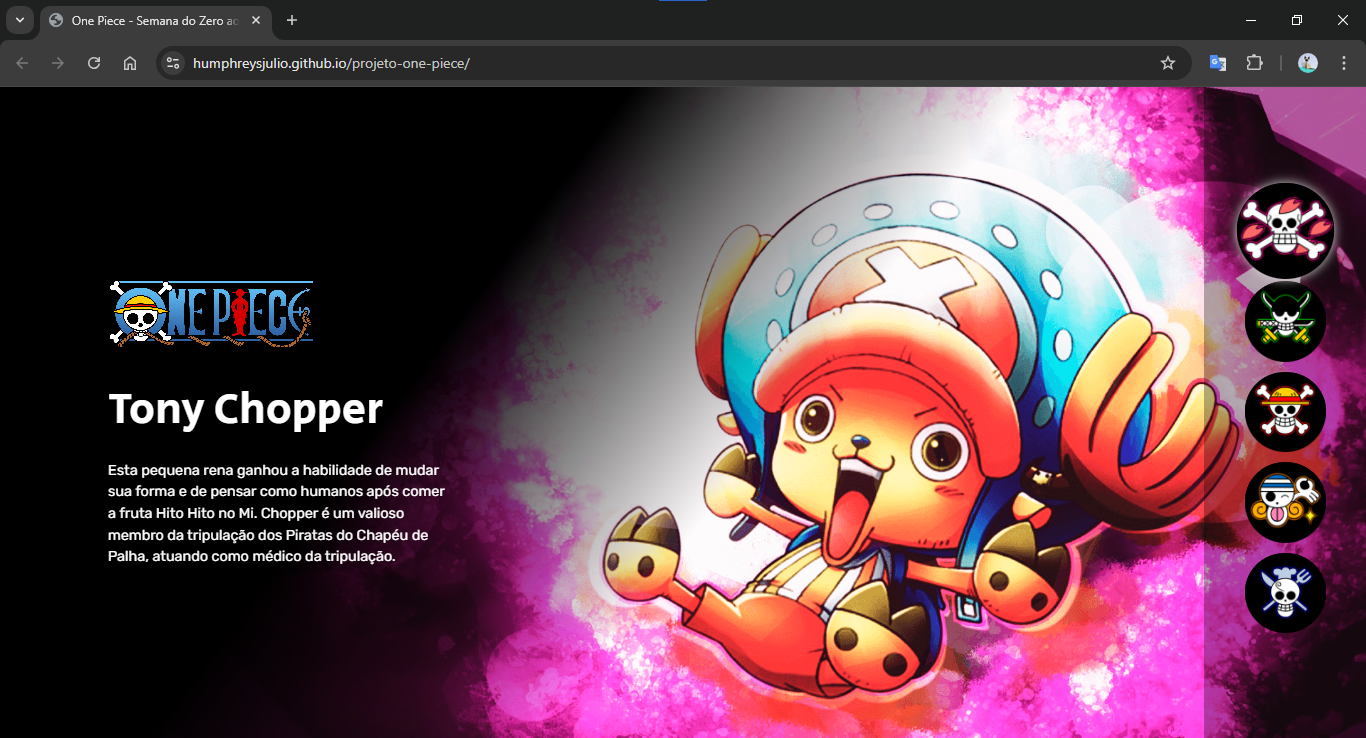 One Piece - Semana do Zero ao
humphreysjulio.github.io/projeto-one-piece/
ONE PIECE
Tony Chopper
Esta pequena rena ganhou a habilidade de mudar
sua forma e de pensar como humanos após comer
a fruta Hito Hito no Mi. Chopper é um valioso
membro da tripulação dos Piratas do Chapéu de
Palha, atuando como médico da tripulação.